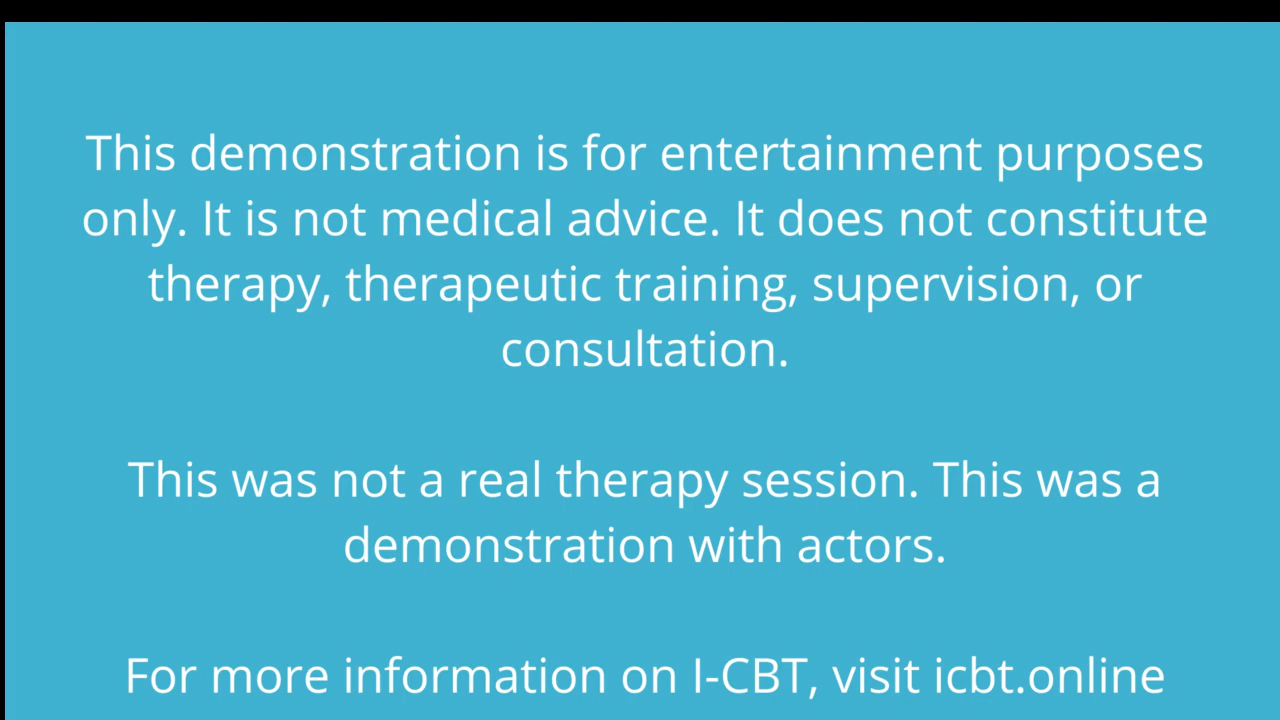 This demonstration is for entertainment purposes
only. It is not medical advice. It does not constitute
therapy, therapeutic training, supervision, or
consultation.
This was not a real therapy session. This was a
demonstration with actors.
For more information on I-CBT, visit icbt.online